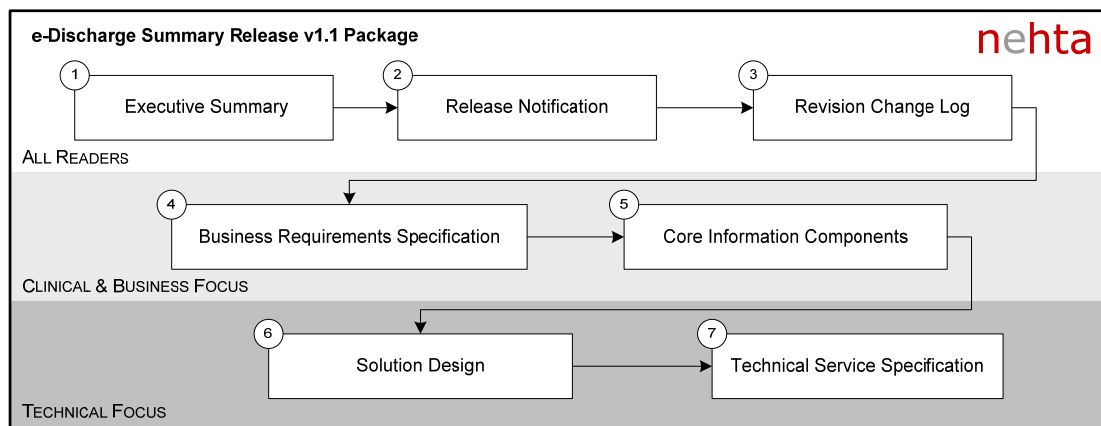 e-Discharge Summary Release v1.1 Package
nehta
1
Executive Summary
2
Release Notification
3
Revision Change Log
ALL READERS
4
Business Requirements Specification
5
Core Information Components
CLINICAL & BUSINESS FOCUS
6
Solution Design
7
Technical Service Specification
TECHNICAL FOCUS